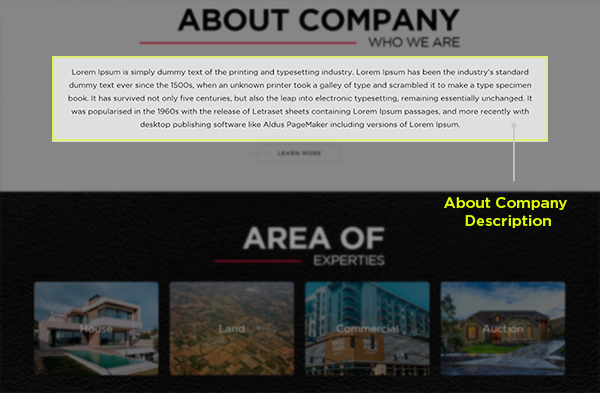 ABOUT COMPANY
WHO WE ARE
Lorem Ipsum is simply dummy text of the printing and typesetting industry. Lorem Ipsum has been the industry's standard
dummy text ever since the 1500s, when an unknown printer took a galley of type and scrambled it to make a type specimen
book. It has survived not only five centuries, but also the leap into electronic typesetting, remaining essentially unchanged. It
was popularised in the 1960s with the release of Letraset sheets containing Lorem Ipsum passages, and more recently with
desktop publishing software like Aldus PageMaker including versions of Lorem Ipsum.
LEARN MORE
About Company
Description
AREA OF
EXPERTIES
House
Land
Commercial
Auction